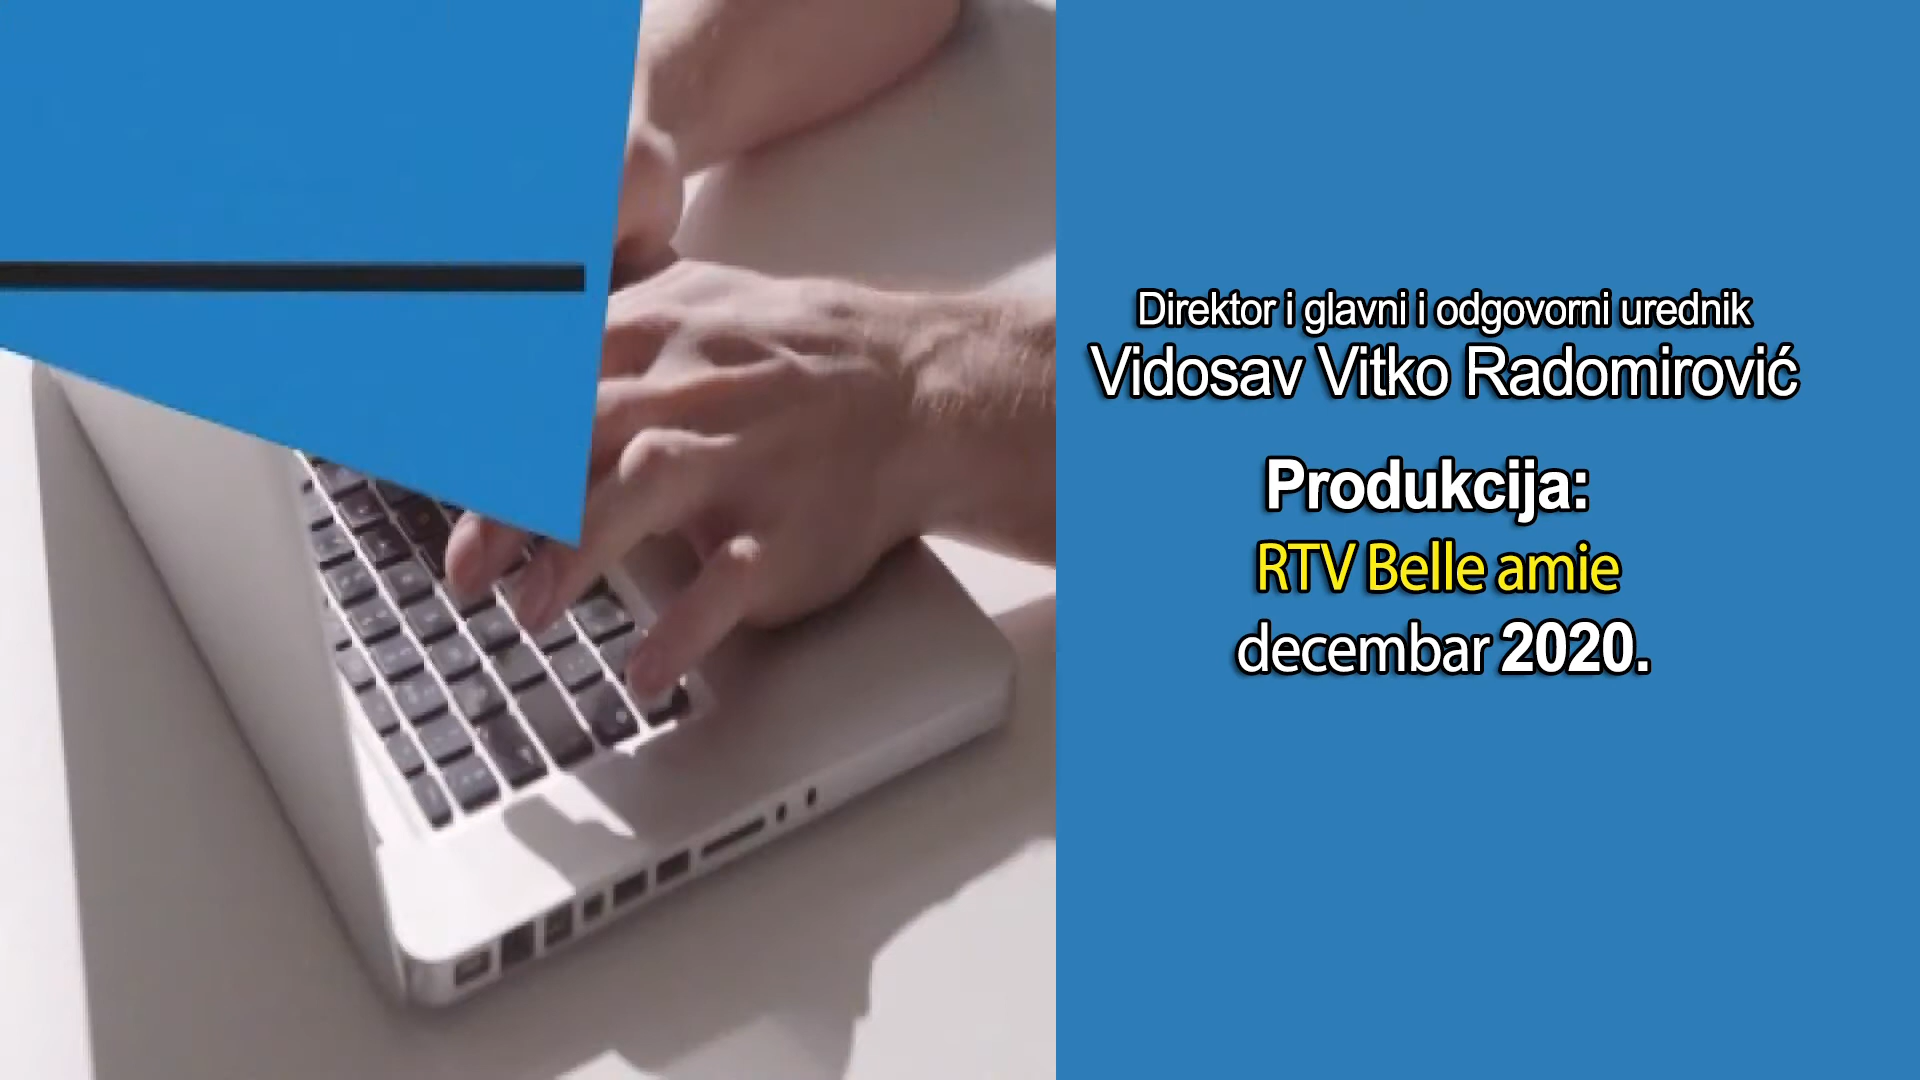 Direktor i glavni i odgovorni urednik
Vidosav Vitko Radomirović
Produkcija:
RTV Belle amie
decembar 2020.